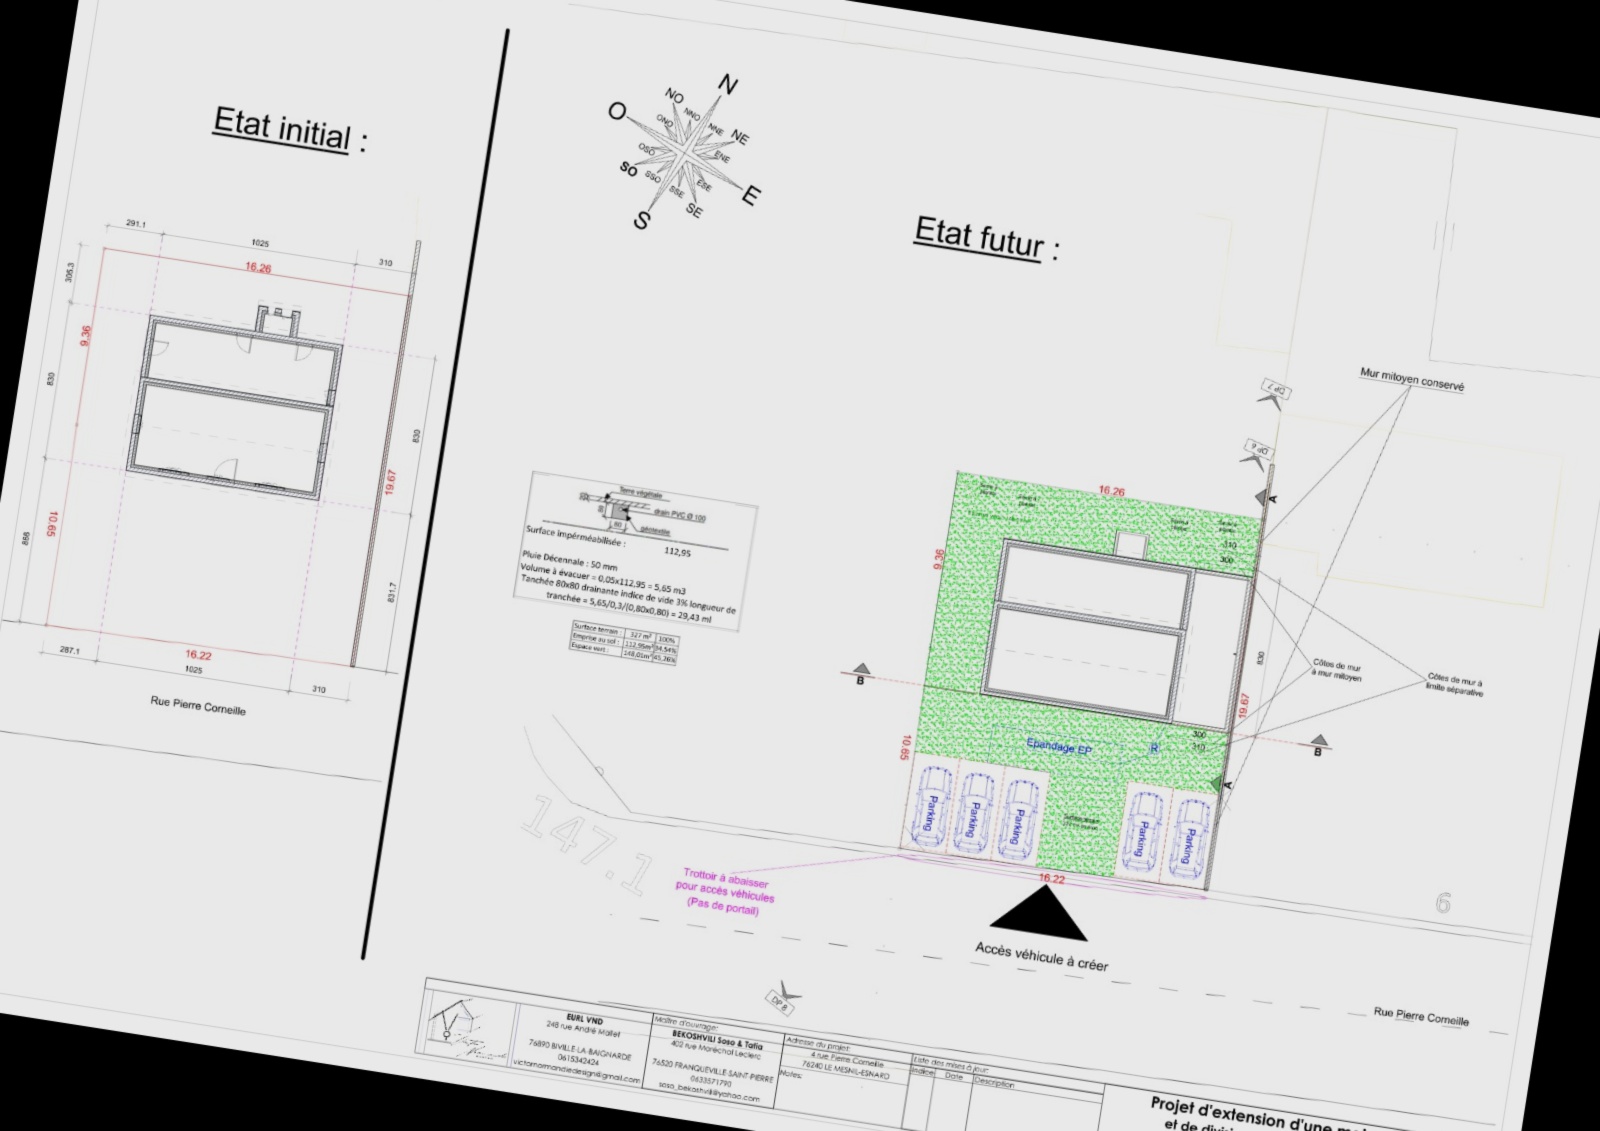 Etat initial :
291.1
1025
310
16.26
306.3
9.36
830
830
19.67
10.65
886
831.7
16.22
287.1
1025
310
Rue Pierre Corneille
N
NNO
NNE
NO
NE
ONO
ENE
O
E
OSO
ESE
SO
SSO
SSE
SE
S
Etat futur :
Mur mitoyen conservé
DP 7
DP 6
A
16.26
310
300
9.36
Terre végétale
drain PVC Ø 100
80
80
géotextile
Surface imperméabilisée :
112,95
Pluie Décennale : 50 mm
Volume à évacuer = 0,05x112,95 = 5,65 m3
Tanchée 80x80 drainante indice de vide 3% longueur de
tranchée = 5,65/0,3/(0,80x0,80) = 29,43 ml
Surface terrain : 327 m² 100%
Emprise au sol : 112,95m² 34,54%
Espace vert : 148,01m² 45,26%
830
Côtes de mur
à mur mitoyen
Côtes de mur à
limite séparative
19.67
B
B
300
310
Epandage EP
R
10.65
A
Parking
Parking
Parking
Parking
Parking
147.1
6
Trottoir à abaisser
pour accès véhicules
(Pas de portail)
16.22
Accès véhicule à créer
DP 8
Rue Pierre Corneille
EURL VND
248 rue André Mallet
76890 BIVILLE-LA-BAIGNARDE
0615342424
victornormandiedesign@gmail.com
Maître d'ouvrage:
BEKOSHVILI Soso & Tatia
402 rue Maréchal Leclerc
76520 FRANQUEVILLE-SAINT-PIERRE
0633571790
soso_bekoshvili@yahoo.com
Adresse du projet:
4 rue Pierre Corneille
76240 LE MESNIL-ESNARD
Notes:
Liste des mises à jour:
Indice Date Description
Projet d'extension d'une
et de